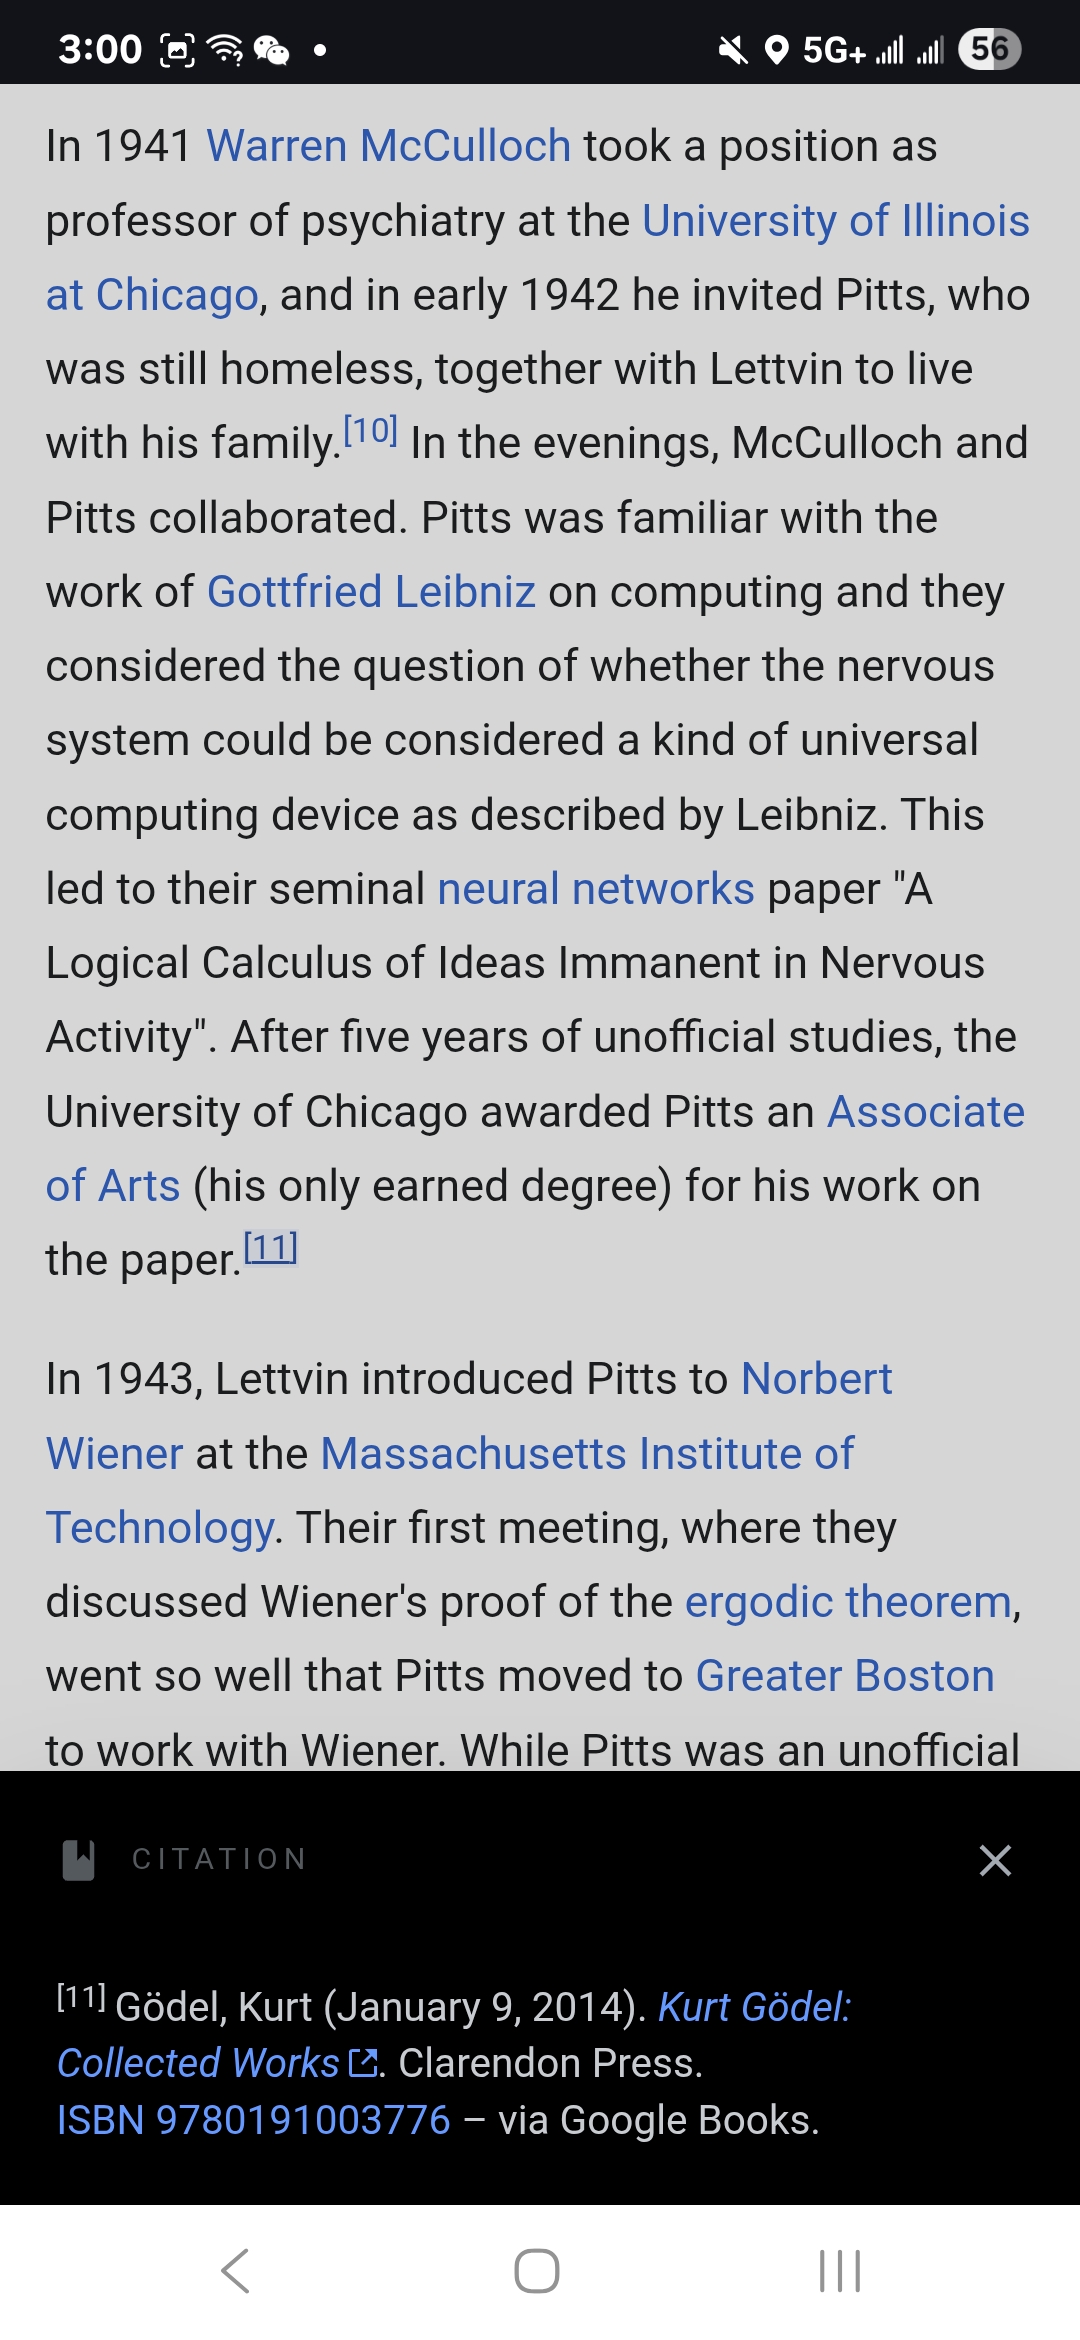 3:00
5G+
56
In 1941 Warren McCulloch took a position as
professor of psychiatry at the University of Illinois
at Chicago, and in early 1942 he invited Pitts, who
was still homeless, together with Lettvin to live
with his family.[10] In the evenings, McCulloch and
Pitts collaborated. Pitts was familiar with the
work of Gottfried Leibniz on computing and they
considered the question of whether the nervous
system could be considered a kind of universal
computing device as described by Leibniz. This
led to their seminal neural networks paper "A
Logical Calculus of Ideas Immanent in Nervous
Activity". After five years of unofficial studies, the
University of Chicago awarded Pitts an Associate
of Arts (his only earned degree) for his work on
the paper.[11]
In 1943, Lettvin introduced Pitts to Norbert
Wiener at the Massachusetts Institute of
Technology. Their first meeting, where they
discussed Wiener's proof of the ergodic theorem,
went so well that Pitts moved to Greater Boston
to work with Wiener. While Pitts was an unofficial
CITATION
[11] Gödel, Kurt (January 9, 2014). Kurt Gödel:
Collected Works. Clarendon Press.
ISBN 9780191003776 – via Google Books.